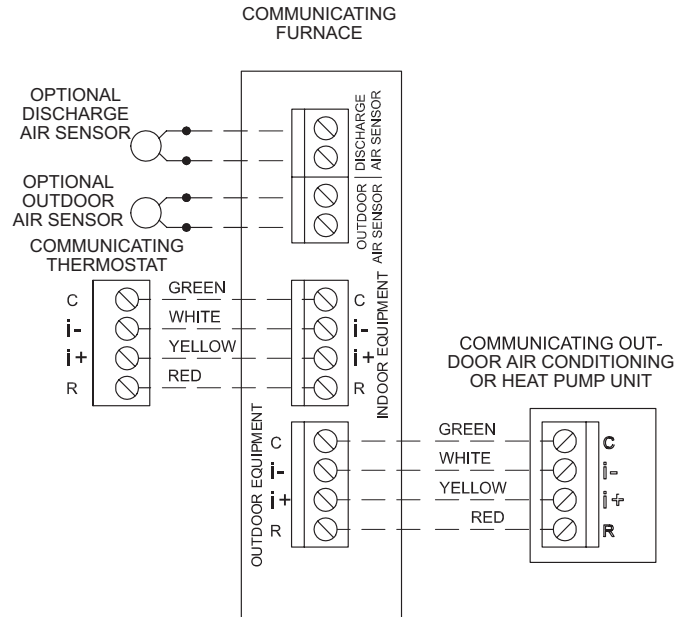 COMMUNICATING
FURNACE
OPTIONAL
DISCHARGE
AIR SENSOR
DISCHARGE
AIR SENSOR
OPTIONAL
OUTDOOR
AIR SENSOR
OUTDOOR
AIR SENSOR
COMMUNICATING
THERMOSTAT
C
i-
i+
R
GREEN
WHITE
YELLOW
RED
C
i-
i+
R
INDOOR EQUIPMENT
COMMUNICATING OUT-
DOOR AIR CONDITIONING
OR HEAT PUMP UNIT
OUTDOOR EQUIPMENT
C
i-
i+
R
GREEN
WHITE
YELLOW
RED
C
i-
i+
R